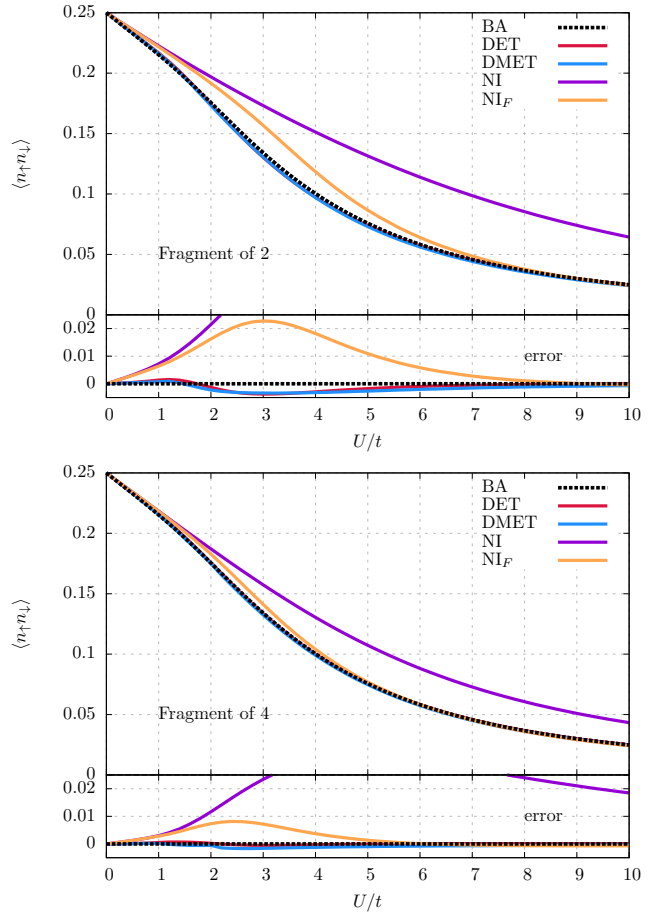 0.25
0.2
0.15
0.1
0.05
0
⟨n↑n↓⟩
BA
DET
DMET
NI
NI_F
Fragment of 2
0.02
0.01
0
error
0 1 2 3 4 5 6 7 8 9 10
U/t
0.25
0.2
0.15
0.1
0.05
0
⟨n↑n↓⟩
BA
DET
DMET
NI
NI_F
Fragment of 4
0.02
0.01
0
error
0 1 2 3 4 5 6 7 8 9 10
U/t